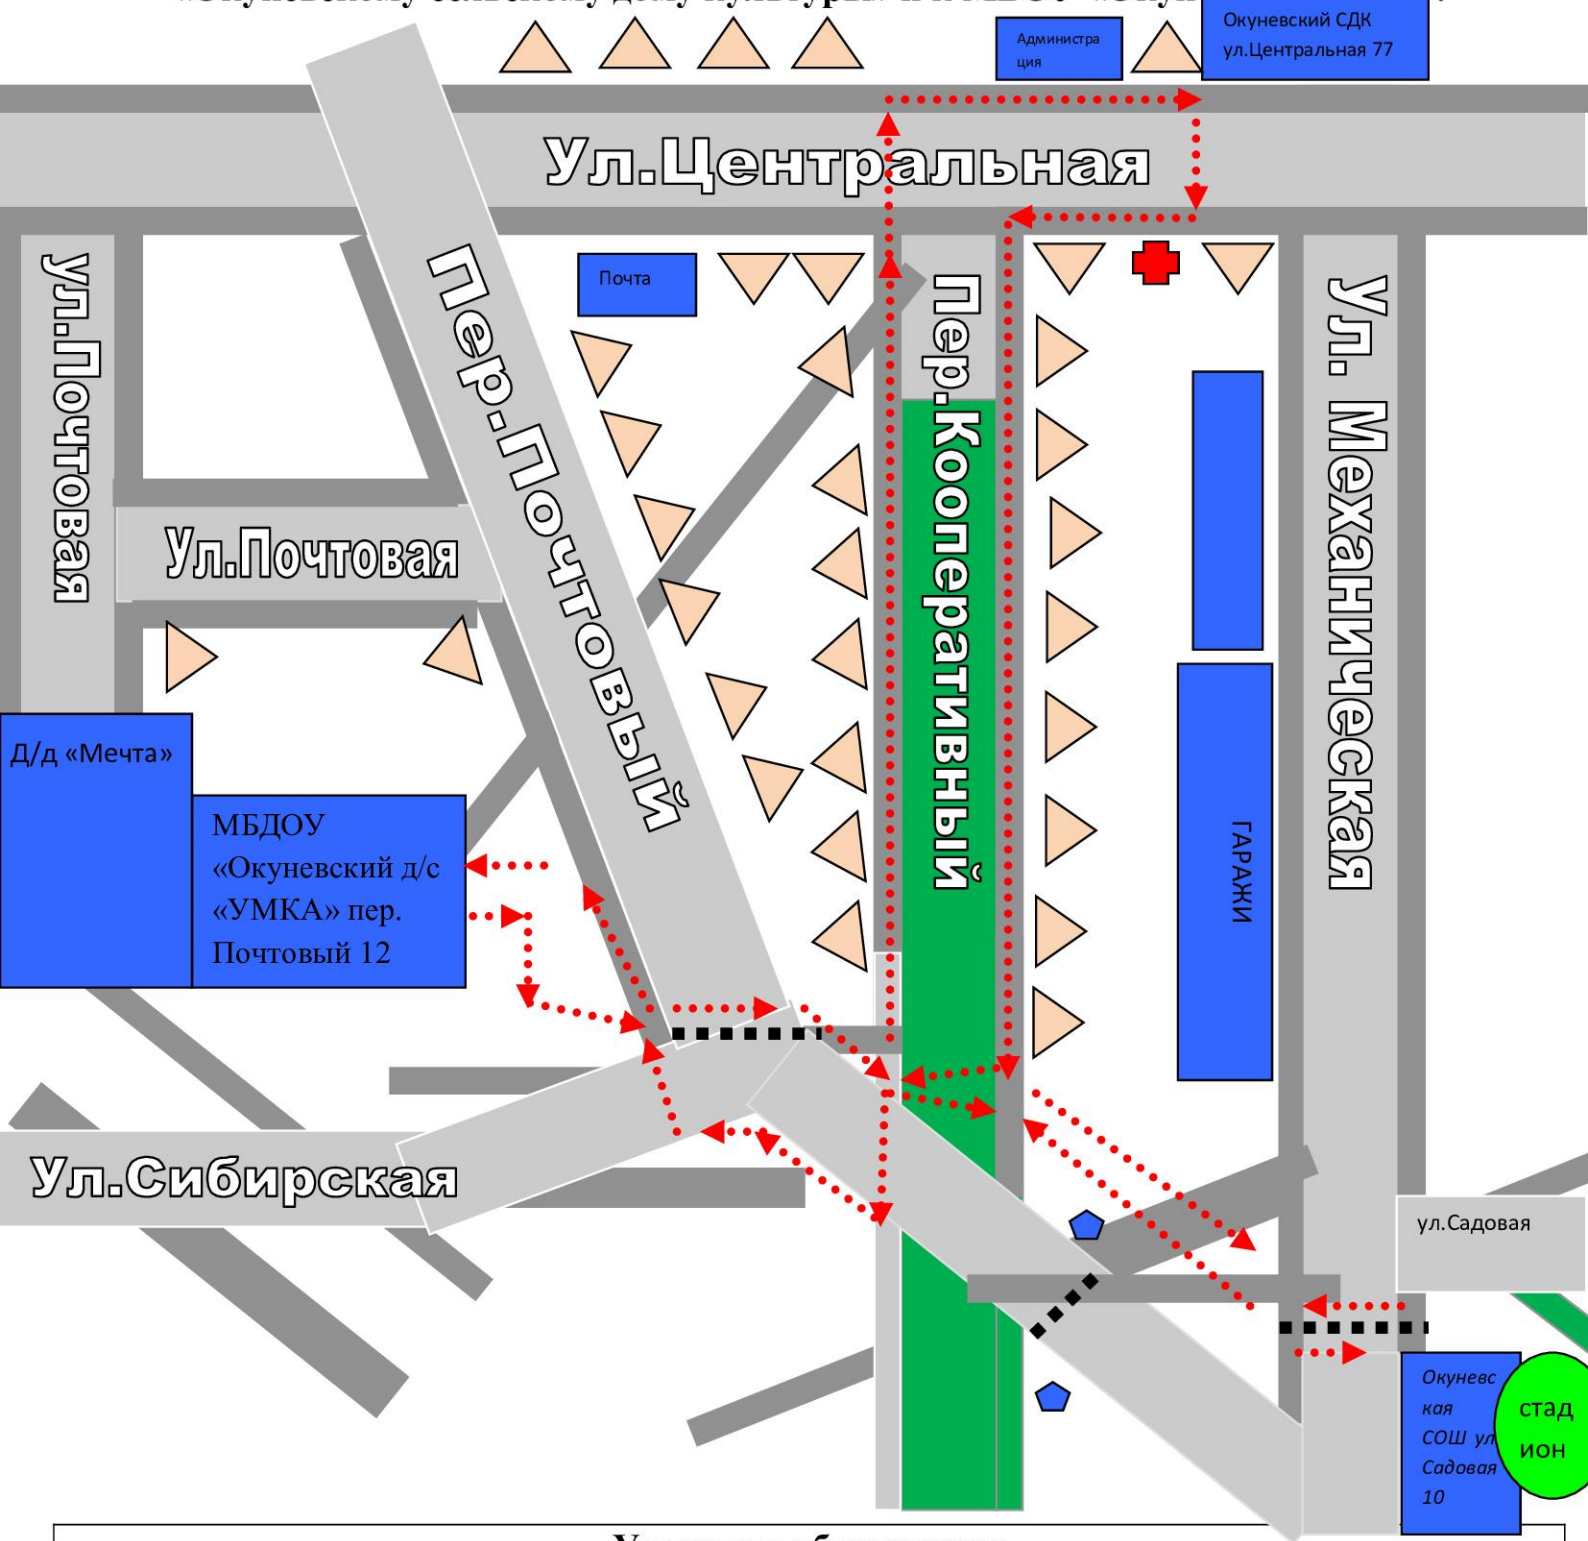 Окуневский СДК
ул.Центральная 77
Администра
ция
Ул.Центральная
Почта
ул.Почтовая
Пер.Почтовый
Пер.Кооперативный
Ул. Механическая
Ул.Почтовая
Д/д «Мечта»
МБДОУ
«Окуневский д/с
«УМКА» пер.
Почтовый 12
ГАРАЖИ
Ул.Сибирская
ул.Садовая
Окуневс
кая
СОШ ул
Садовая
10
стад
ион